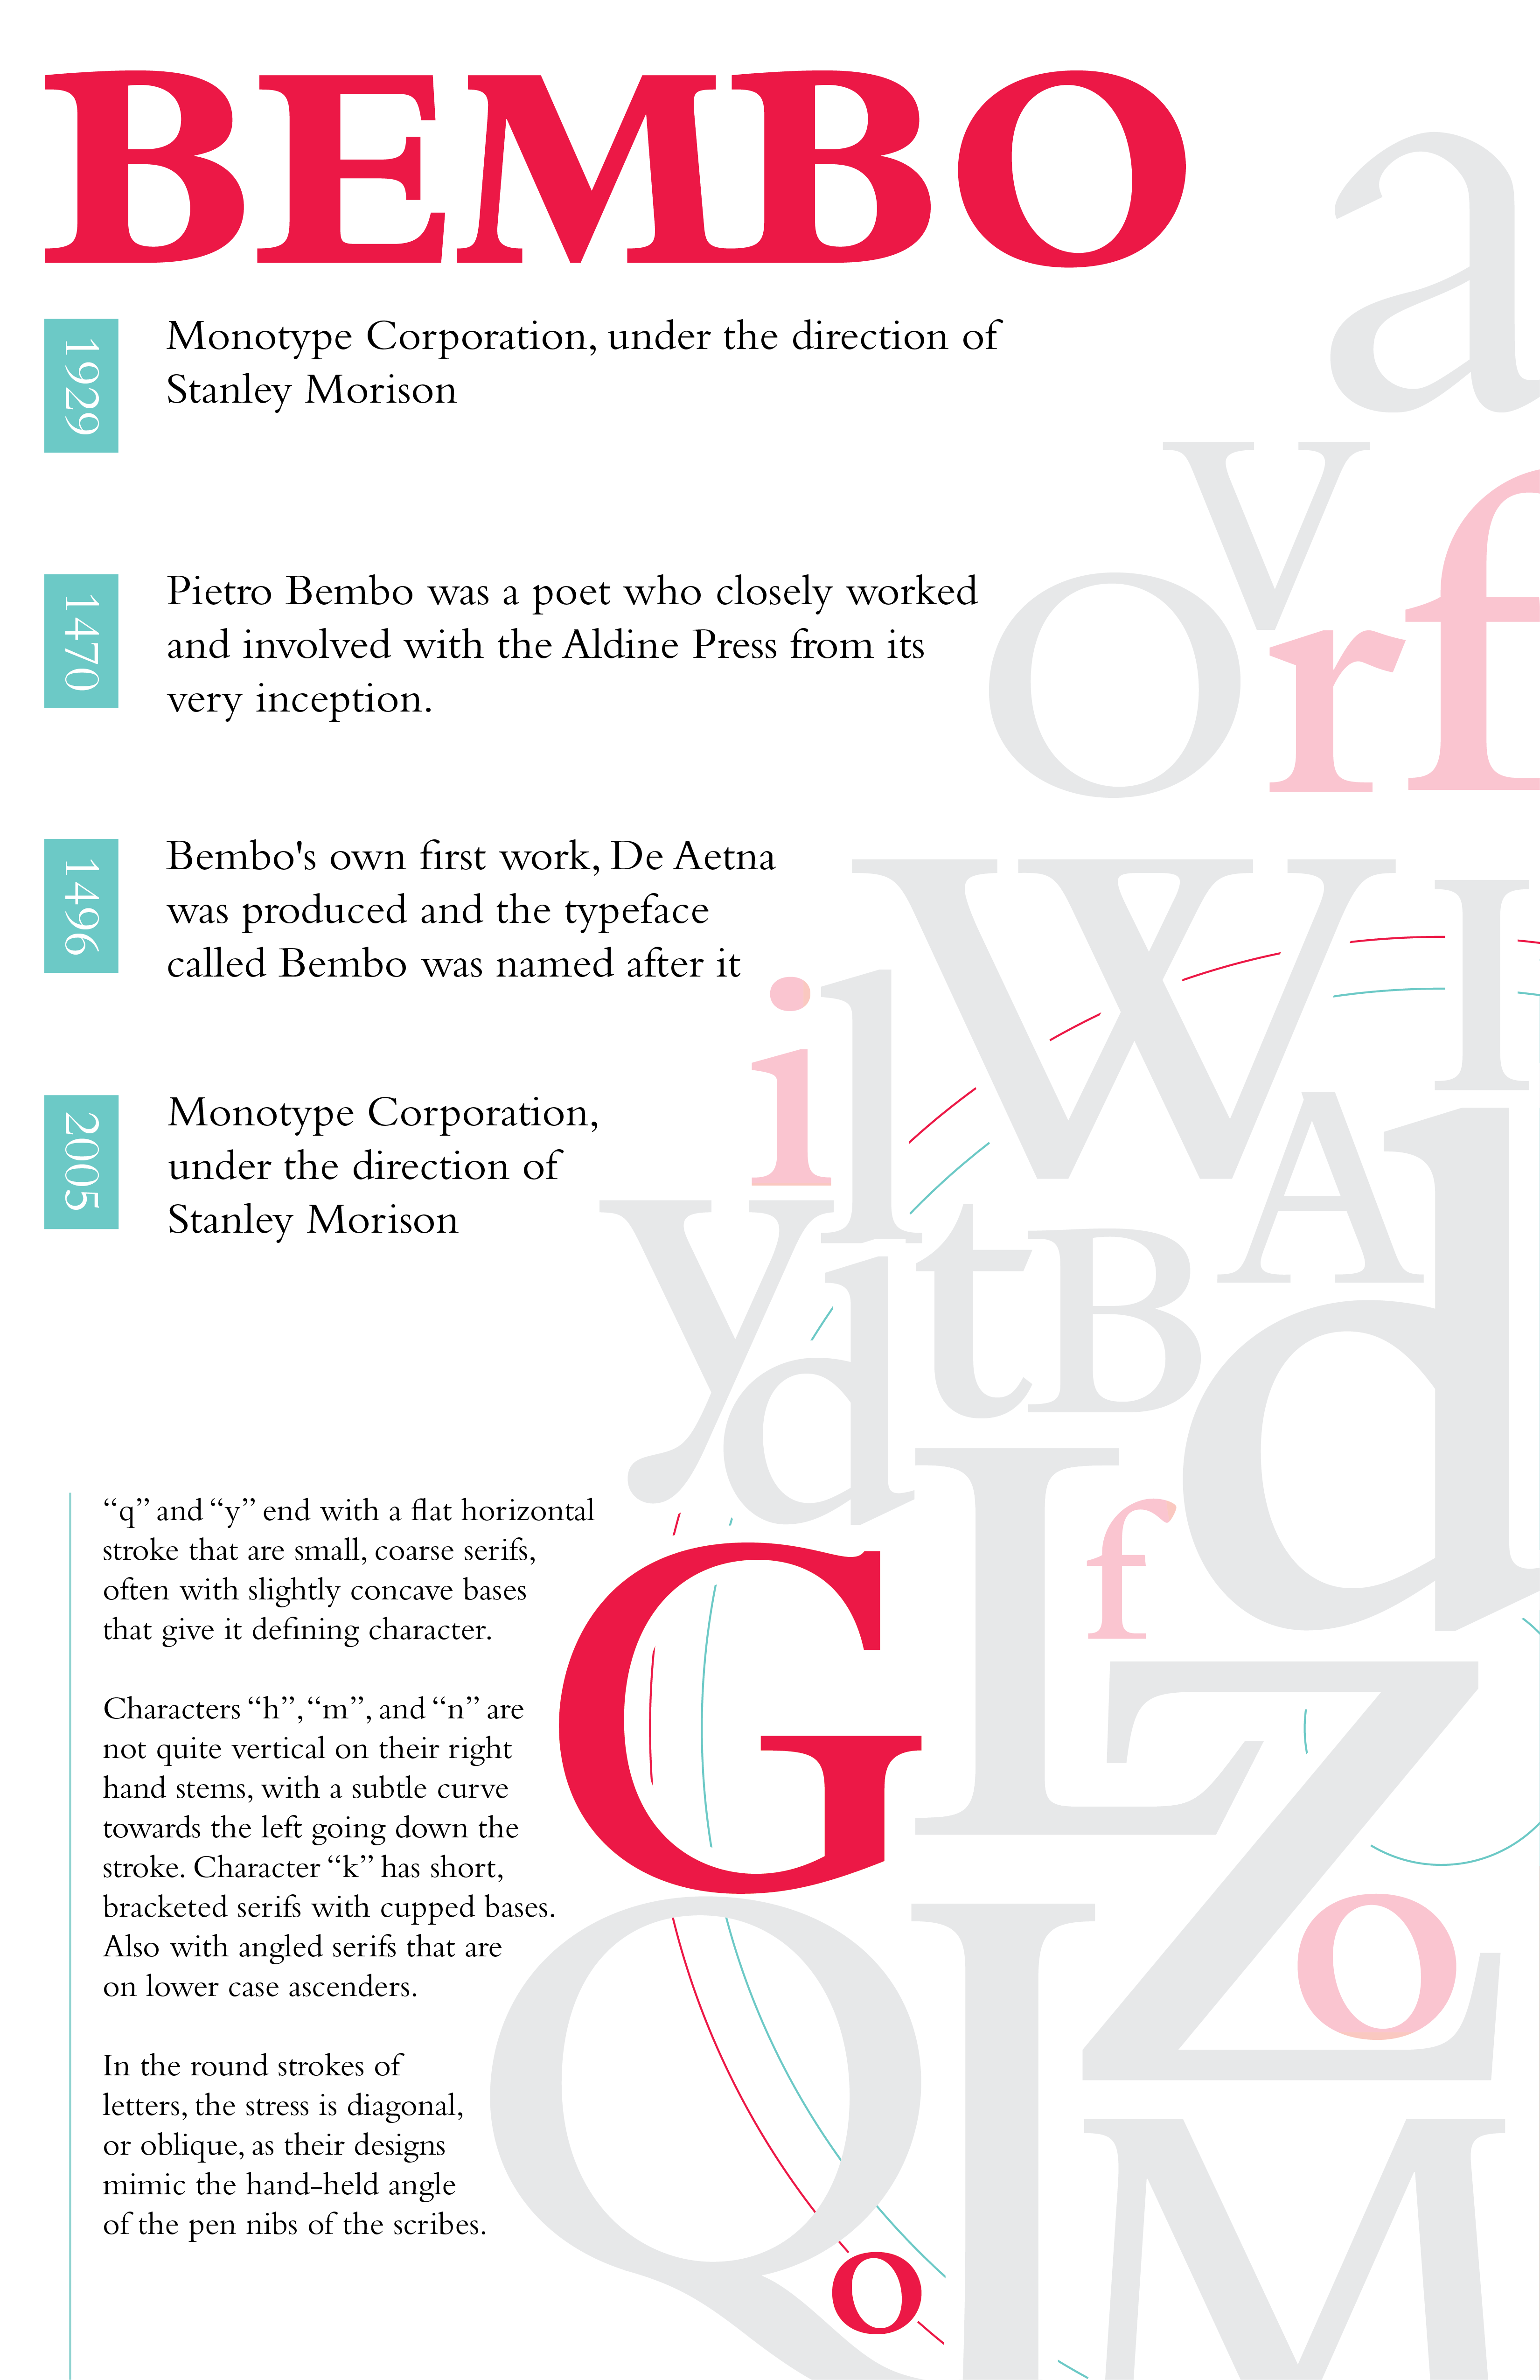 BEMBO
1929
Monotype Corporation, under the direction of
Stanley Morison
1470
Pietro Bembo was a poet who closely worked
and involved with the Aldine Press from its
very inception.
1496
Bembo's own first work, De Aetna
was produced and the typeface
called Bembo was named after it
2005
Monotype Corporation,
under the direction of
Stanley Morison
“q” and “y” end with a flat horizontal
stroke that are small, coarse serifs,
often with slightly concave bases
that give it defining character.
Characters “h”, “m”, and “n” are
not quite vertical on their right
hand stems, with a subtle curve
towards the left going down the
stroke. Character “k” has short,
bracketed serifs with cupped bases.
Also with angled serifs that are
on lower case ascenders.
In the round strokes of
letters, the stress is diagonal,
or oblique, as their designs
mimic the hand-held angle
of the pen nibs of the scribes.
a
V
O r f
i l W I
y d t B A d
G L f
Z
Q I o
o M